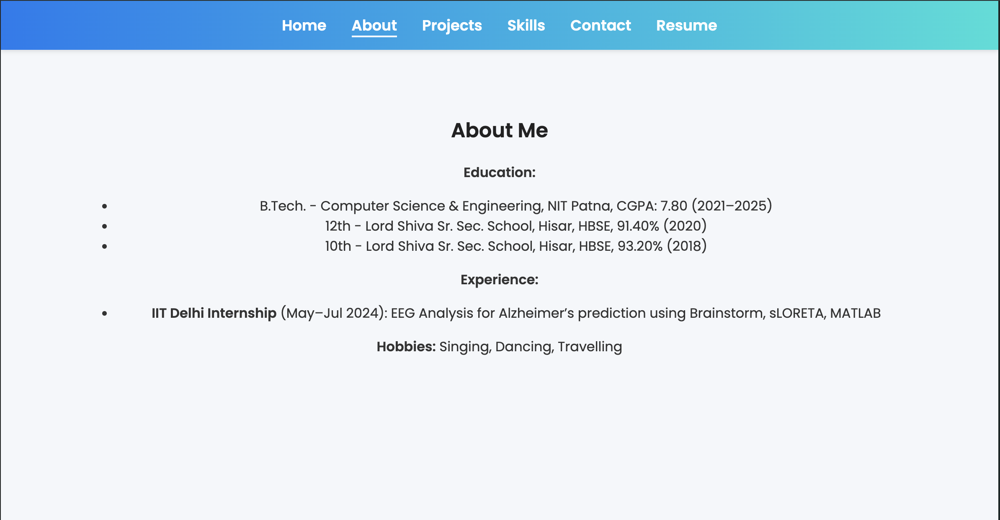 Home About Projects Skills Contact Resume
About Me
Education:
• B.Tech. - Computer Science & Engineering, NIT Patna, CGPA: 7.80 (2021–2025)
• 12th - Lord Shiva Sr. Sec. School, Hisar, HBSE, 91.40% (2020)
• 10th - Lord Shiva Sr. Sec. School, Hisar, HBSE, 93.20% (2018)
Experience:
• IIT Delhi Internship (May–Jul 2024): EEG Analysis for Alzheimer’s prediction using Brainstorm, sLORETA, MATLAB
Hobbies: Singing, Dancing, Travelling